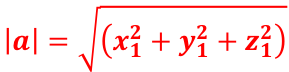 |a| = √(x₁² + y₁² + z₁²)